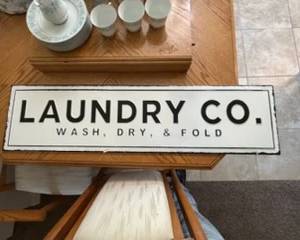 LAUNDRY CO.
WASH, DRY, & FOLD